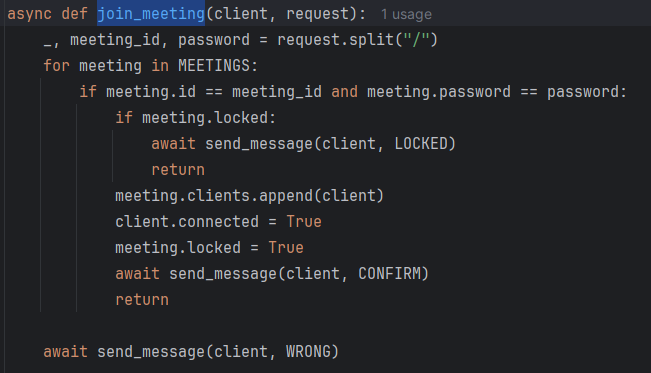 async def join_meeting(client, request): 1 usage
    _, meeting_id, password = request.split("/")
    for meeting in MEETINGS:
        if meeting.id == meeting_id and meeting.password == password:
            if meeting.locked:
                await send_message(client, LOCKED)
                return
            meeting.clients.append(client)
            client.connected = True
            meeting.locked = True
            await send_message(client, CONFIRM)
            return
    await send_message(client, WRONG)